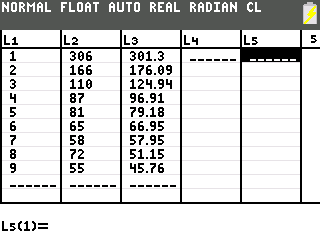 NORMAL FLOAT AUTO REAL RADIAN CL
L1 L2 L3 L4 L5 5
1 306 301.3 ------ ------
2 166 176.09
3 110 124.94
4 87 96.91
5 81 79.18
6 65 66.95
7 58 57.95
8 72 51.15
9 55 45.76
------ ------ ------
L5(1)=